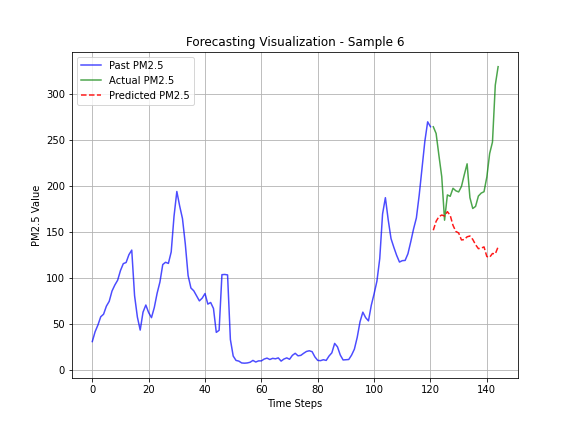 Forecasting Visualization - Sample 6
Past PM2.5
Actual PM2.5
Predicted PM2.5
PM2.5 Value
300
250
200
150
100
50
0
0 20 40 60 80 100 120 140
Time Steps